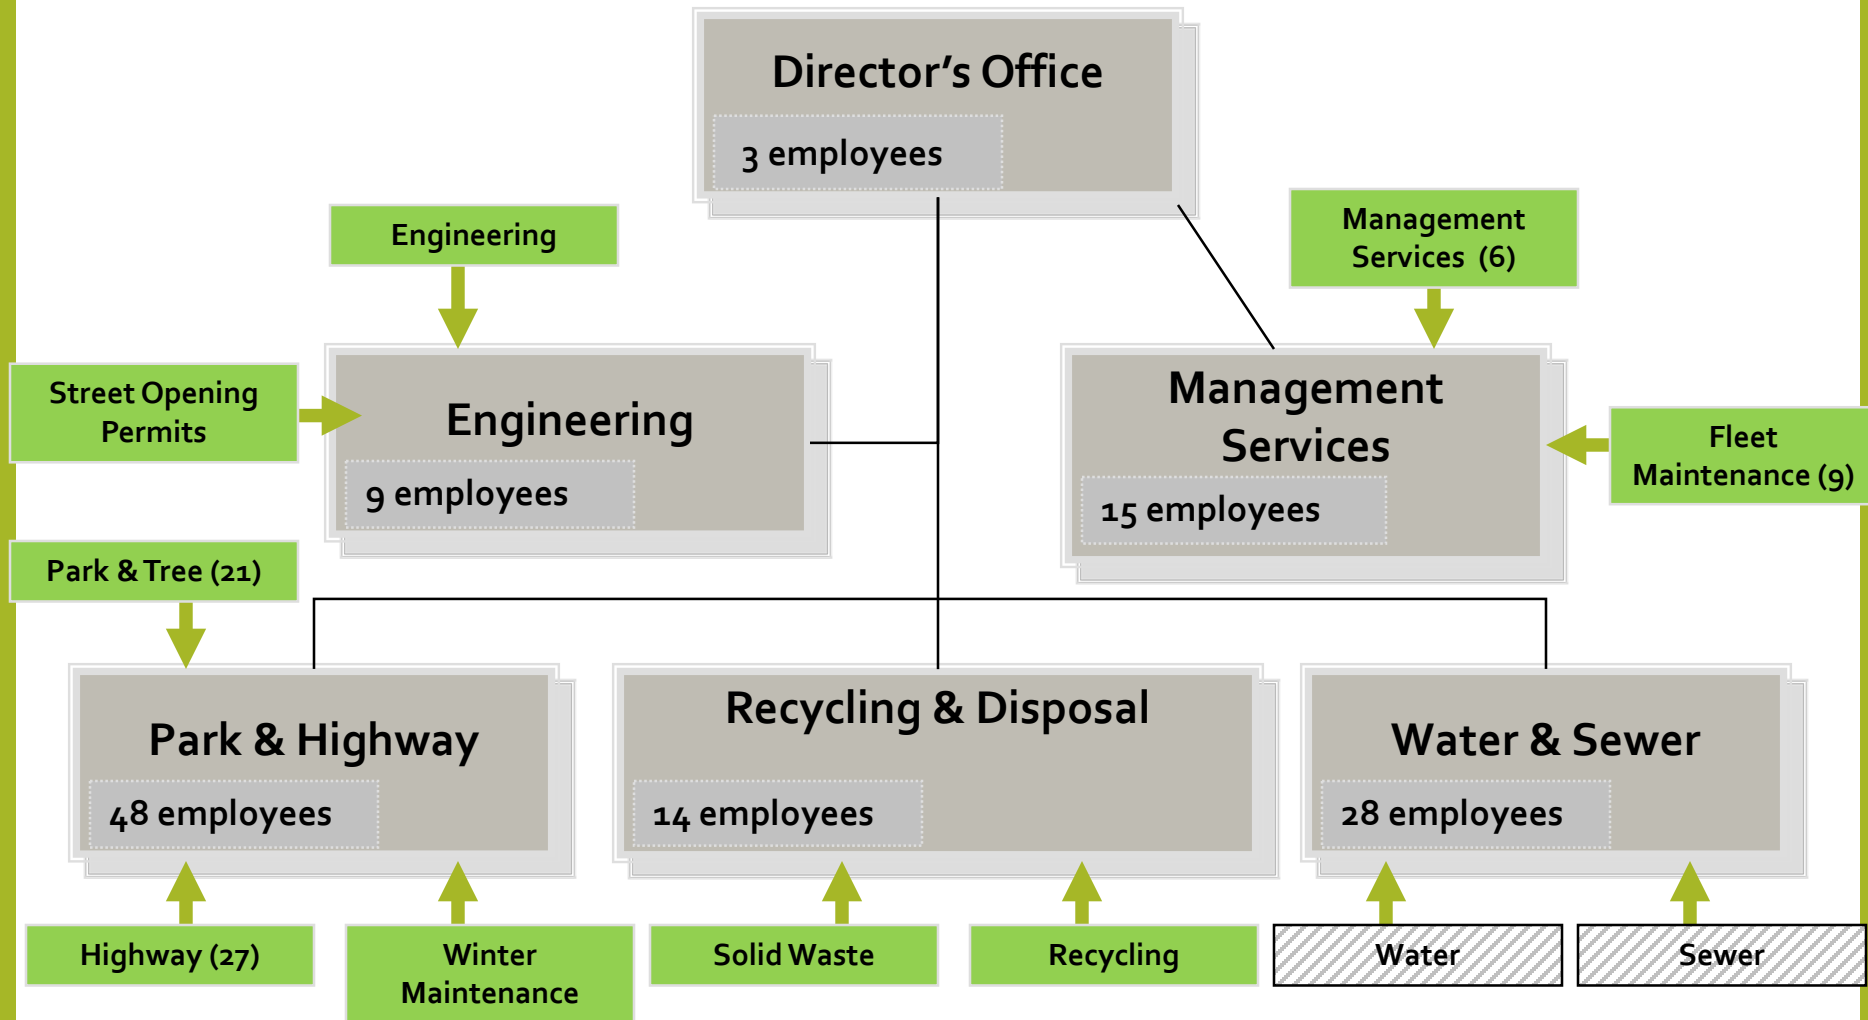 Director’s Office
3 employees
Engineering
Management
Services (6)
Street Opening
Permits
Engineering
9 employees
Management
Services
15 employees
Fleet
Maintenance (9)
Park & Tree (21)
Park & Highway
48 employees
Recycling & Disposal
14 employees
Water & Sewer
28 employees
Highway (27)
Winter
Maintenance
Solid Waste
Recycling
Water
Sewer